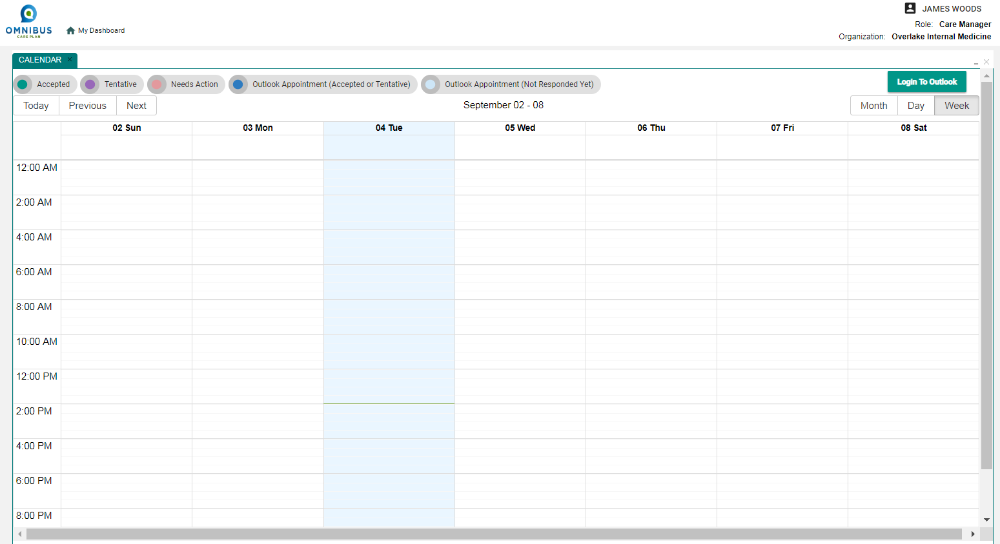 JAMES WOODS
OMNIBUS
CARE PLAN
My Dashboard
Role: Care Manager
Organization: Overlake Internal Medicine
CALENDAR ×
Accepted Tentative Needs Action Outlook Appointment (Accepted or Tentative) Outlook Appointment (Not Responded Yet) Login To Outlook
Today Previous Next September 02 - 08 Month Day Week
02 Sun 03 Mon 04 Tue 05 Wed 06 Thu 07 Fri 08 Sat
12:00 AM
2:00 AM
4:00 AM
6:00 AM
8:00 AM
10:00 AM
12:00 PM
2:00 PM
4:00 PM
6:00 PM
8:00 PM